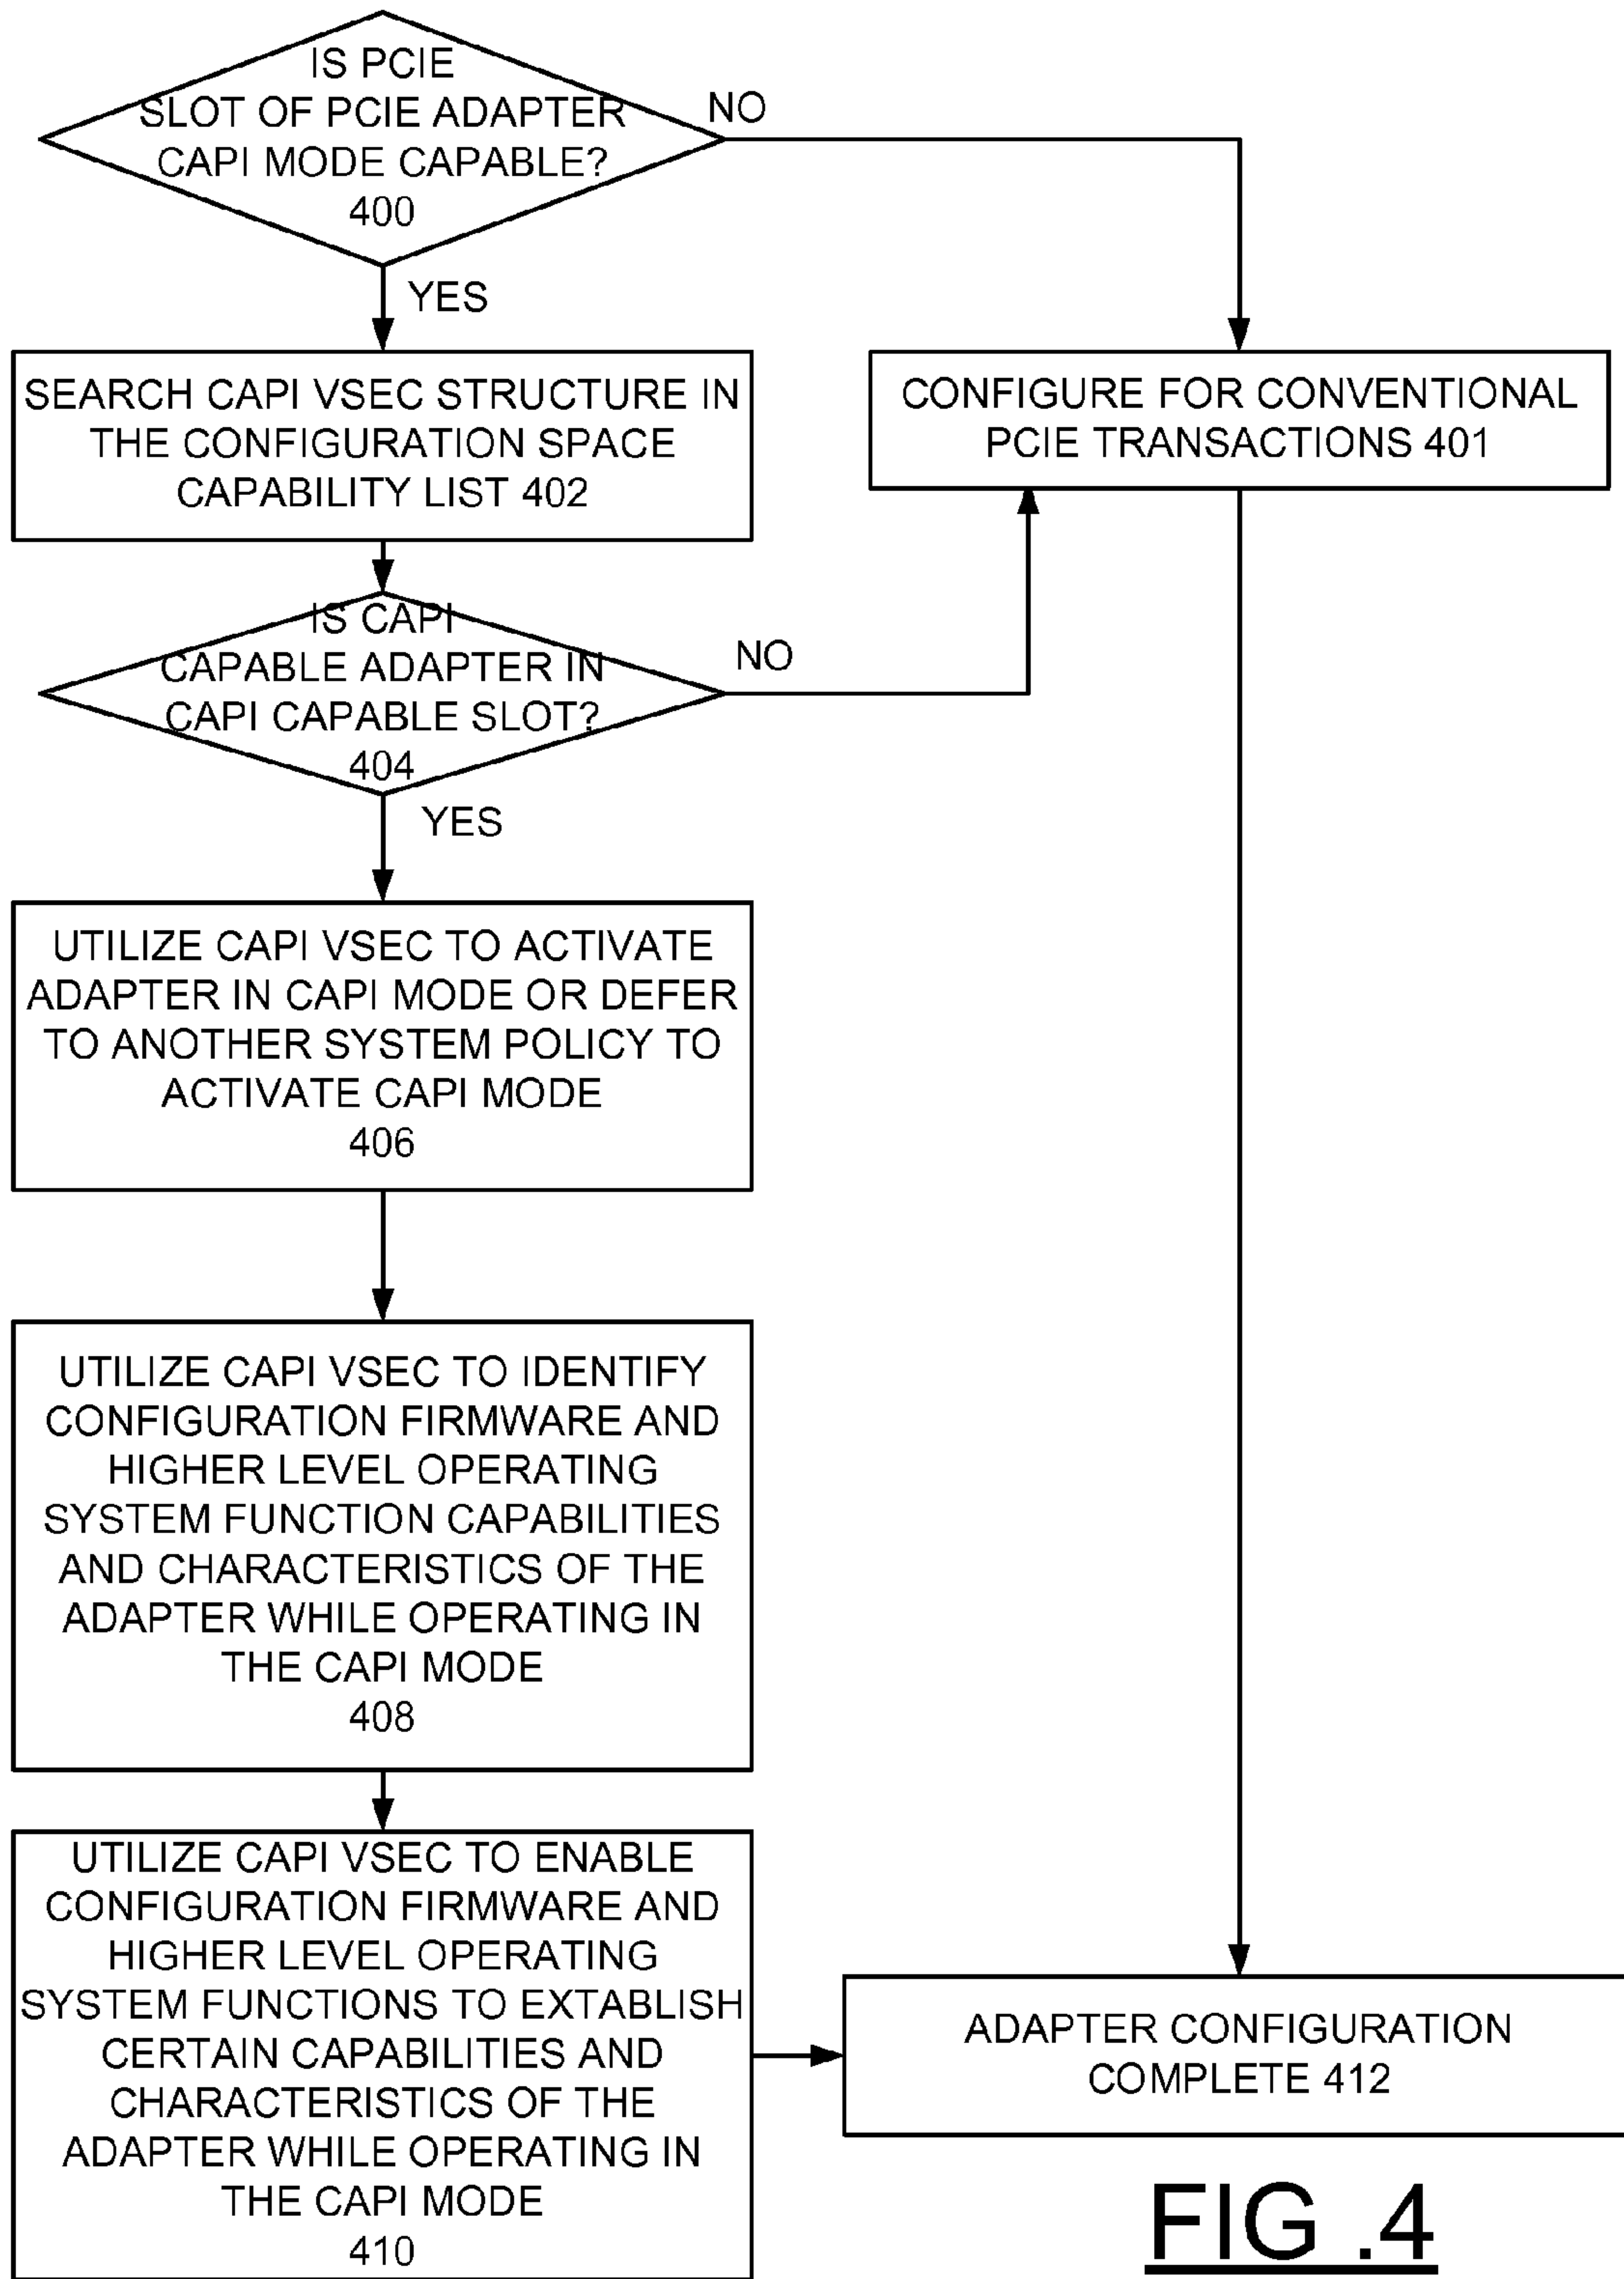 IS PCIE
SLOT OF PCIE ADAPTER
CAPI MODE CAPABLE?
400
NO
YES
SEARCH CAPI VSEC STRUCTURE IN
THE CONFIGURATION SPACE
CAPABILITY LIST 402
CONFIGURE FOR CONVENTIONAL
PCIE TRANSACTIONS 401
IS CAPI
CAPABLE ADAPTER IN
CAPI CAPABLE SLOT?
404
NO
YES
UTILIZE CAPI VSEC TO ACTIVATE
ADAPTER IN CAPI MODE OR DEFER
TO ANOTHER SYSTEM POLICY TO
ACTIVATE CAPI MODE
406
UTILIZE CAPI VSEC TO IDENTIFY
CONFIGURATION FIRMWARE AND
HIGHER LEVEL OPERATING
SYSTEM FUNCTION CAPABILITIES
AND CHARACTERISTICS OF THE
ADAPTER WHILE OPERATING IN
THE CAPI MODE
408
UTILIZE CAPI VSEC TO ENABLE
CONFIGURATION FIRMWARE AND
HIGHER LEVEL OPERATING
SYSTEM FUNCTIONS TO EXTABLISH
CERTAIN CAPABILITIES AND
CHARACTERISTICS OF THE
ADAPTER WHILE OPERATING IN
THE CAPI MODE
410
ADAPTER CONFIGURATION
COMPLETE 412
FIG .4